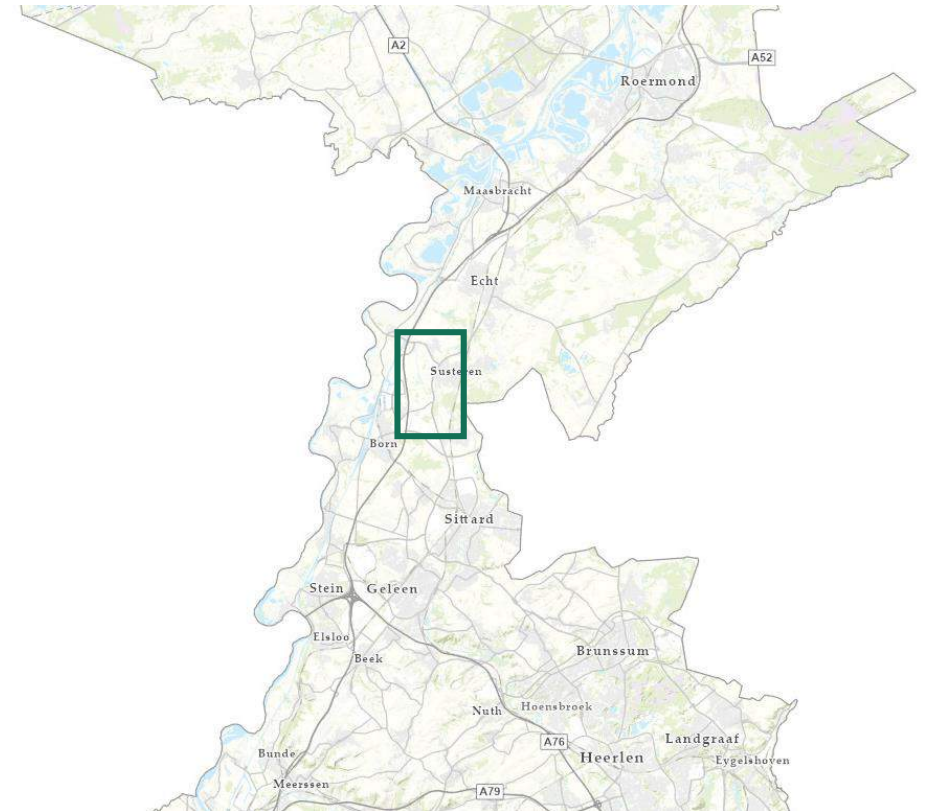 A2
A52
Roermond
Maasbracht
Echt
Susteren
Born
Sittard
Stein
Geleen
Elsloo
Beek
Brunssum
Nuth
Hoensbroek
A76
Landgraaf
Heerlen
Eygelshoven
Bunde
Meerssen
A79